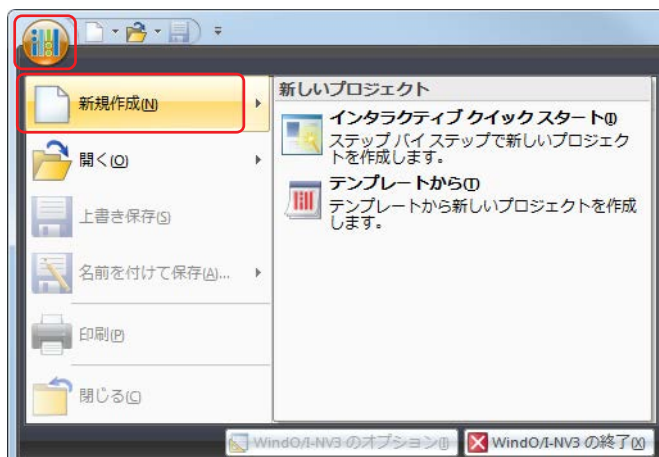 新規作成(N)
開く(O)
上書き保存(S)
名前を付けて保存(A)...
印刷(P)
閉じる(C)
新しいプロジェクト
インタラクティブ クイック スタート(I)
ステップ バイ ステップで新しいプロジェク
トを作成します。
テンプレートから(T)
テンプレートから新しいプロジェクトを作成
します。
WindO/I-NV3 のオプション(I)
WindO/I-NV3 の終了(X)